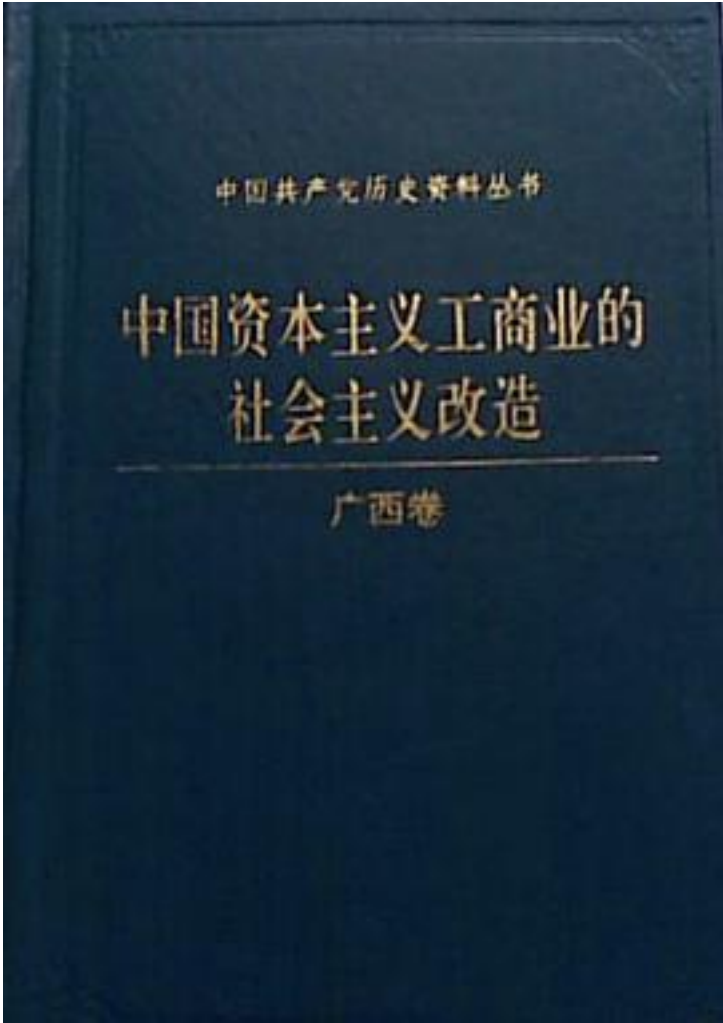 中国共产党历史资料丛书
中国资本主义工商业的
社会主义改造
广西卷